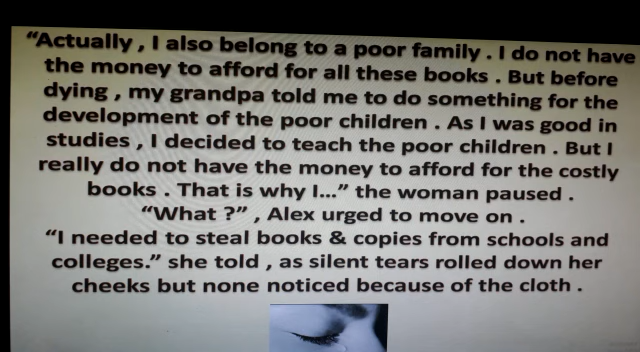 “Actually , I also belong to a poor family . I do not have
the money to afford for all these books . But before
dying , my grandpa told me to do something for the
development of the poor children . As I was good in
studies , I decided to teach the poor children . But I
really do not have the money to afford for the costly
books . That is why I...” the woman paused .
“What ?” , Alex urged to move on .
“I needed to steal books & copies from schools and
colleges.” she told , as silent tears rolled down her
cheeks but none noticed because of the cloth .